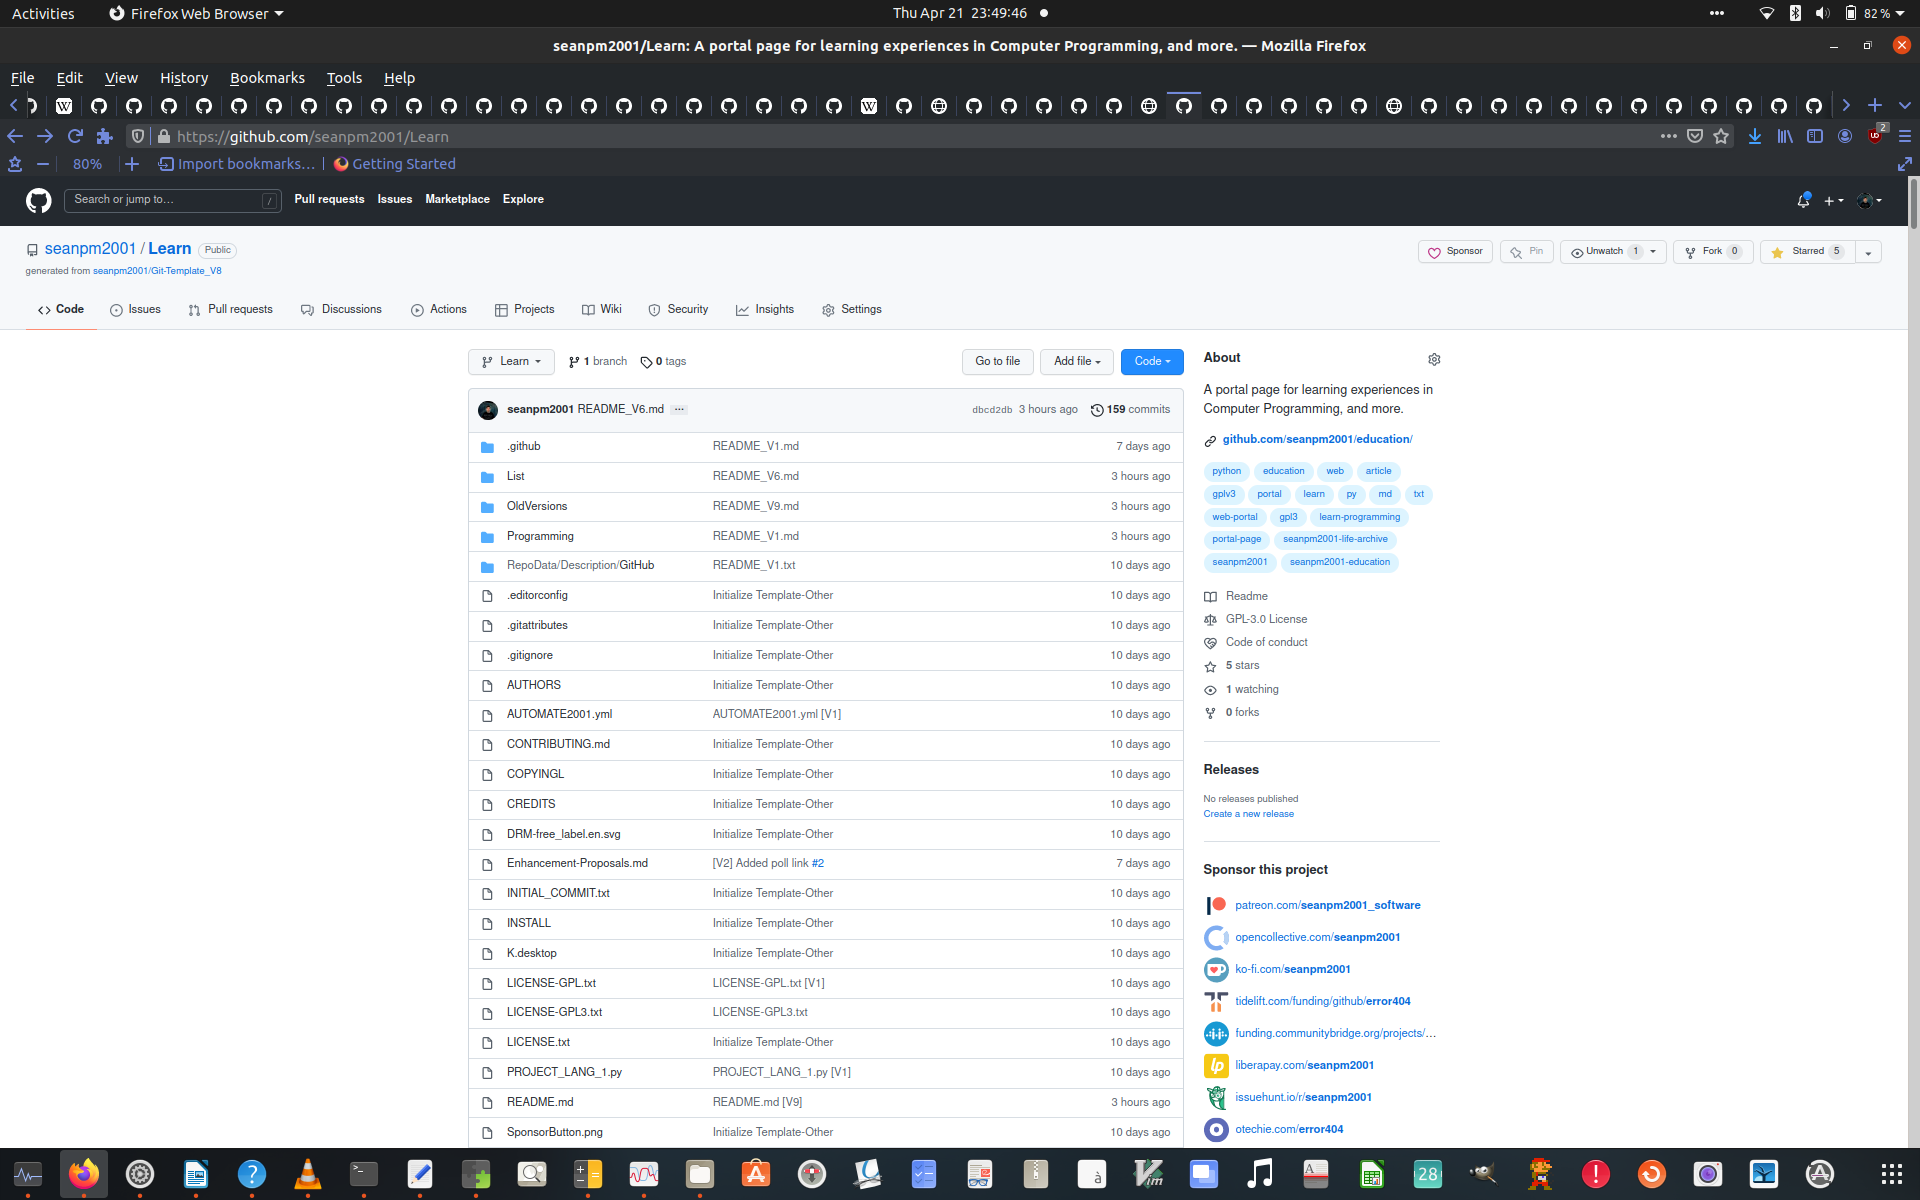 Activities Firefox Web Browser Thu Apr 21 23:49:46 82 %
seanpm2001/Learn: A portal page for learning experiences in Computer Programming, and more. — Mozilla Firefox
File Edit View History Bookmarks Tools Help
https://github.com/seanpm2001/Learn 2
80% Import bookmarks... Getting Started
Search or jump to... / Pull requests Issues Marketplace Explore
seanpm2001 / Learn Public Sponsor Pin Unwatch 1 Fork 0 Starred 5
generated from seanpm2001/Git-Template_V8
Code Issues Pull requests Discussions Actions Projects Wiki Security Insights Settings
Learn 1 branch 0 tags Go to file Add file Code
seanpm2001 README_V6.md ... dbcd2db 3 hours ago 159 commits
.github README_V1.md 7 days ago
List README_V6.md 3 hours ago
OldVersions README_V9.md 3 hours ago
Programming README_V1.md 3 hours ago
RepoData/Description/GitHub README_V1.txt 10 days ago
.editorconfig Initialize Template-Other 10 days ago
.gitattributes Initialize Template-Other 10 days ago
.gitignore Initialize Template-Other 10 days ago
AUTHORS Initialize Template-Other 10 days ago
AUTOMATE2001.yml AUTOMATE2001.yml [V1] 10 days ago
CONTRIBUTING.md Initialize Template-Other 10 days ago
COPYINGL Initialize Template-Other 10 days ago
CREDITS Initialize Template-Other 10 days ago
DRM-free_label.en.svg Initialize Template-Other 10 days ago
Enhancement-Proposals.md [V2] Added poll link #2 7 days ago
INITIAL_COMMIT.txt Initialize Template-Other 10 days ago
INSTALL Initialize Template-Other 10 days ago
K.desktop Initialize Template-Other 10 days ago
LICENSE-GPL.txt LICENSE-GPL.txt [V1] 10 days ago
LICENSE-GPL3.txt LICENSE-GPL3.txt 10 days ago
LICENSE.txt Initialize Template-Other 10 days ago
PROJECT_LANG_1.py PROJECT_LANG_1.py [V1] 10 days ago
README.md README.md [V9] 3 hours ago
SponsorButton.png Initialize Template-Other 10 days ago
About
A portal page for learning experiences in
Computer Programming, and more.
github.com/seanpm2001/education/
python education web article
gplv3 portal learn py md txt
web-portal gpl3 learn-programming
portal-page seanpm2001-life-archive
seanpm2001 seanpm2001-education
Readme
GPL-3.0 License
Code of conduct
5 stars
1 watching
0 forks
Releases
No releases published
Create a new release
Sponsor this project
patreon.com/seanpm2001_software
opencollective.com/seanpm2001
ko-fi.com/seanpm2001
tidelift.com/funding/github/error404
funding.communitybridge.org/projects/...
liberapay.com/seanpm2001
issuehunt.io/r/seanpm2001
otechie.com/error404